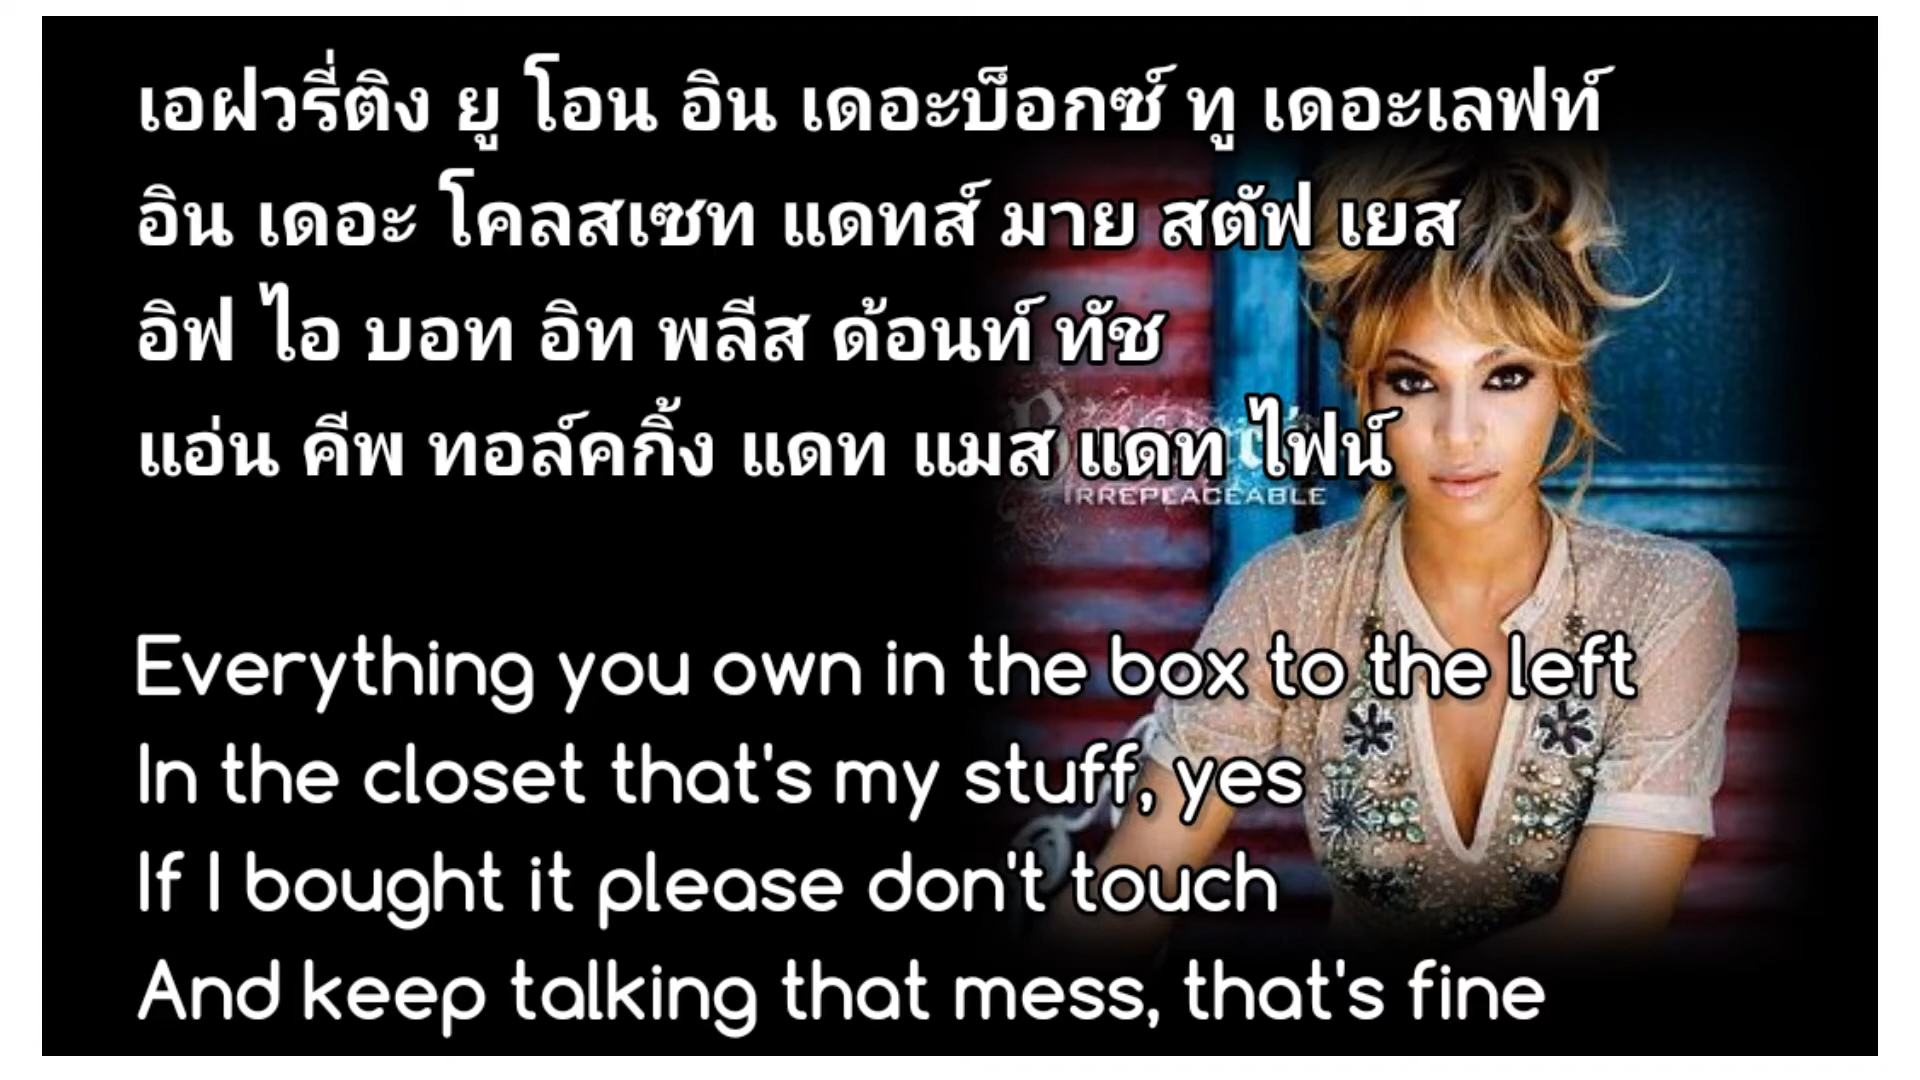 เอฝวรี่ติง ยู โอน อิน เดอะบ็อกซ์ ทู เดอะเลฟท์
อิน เดอะ โคลสเซท แดทส์ มาย สตัฟ เยส
อิฟ ไอ บอท อิท พลีส ด้อนท์ ทัช
แอ่น คีพ ทอล์คกิ้ง แดท แมส แดท ไฟ่น์
IRREPLACEABLE
Everything you own in the box to the left
In the closet that's my stuff, yes
If I bought it please don't touch
And keep talking that mess, that's fine